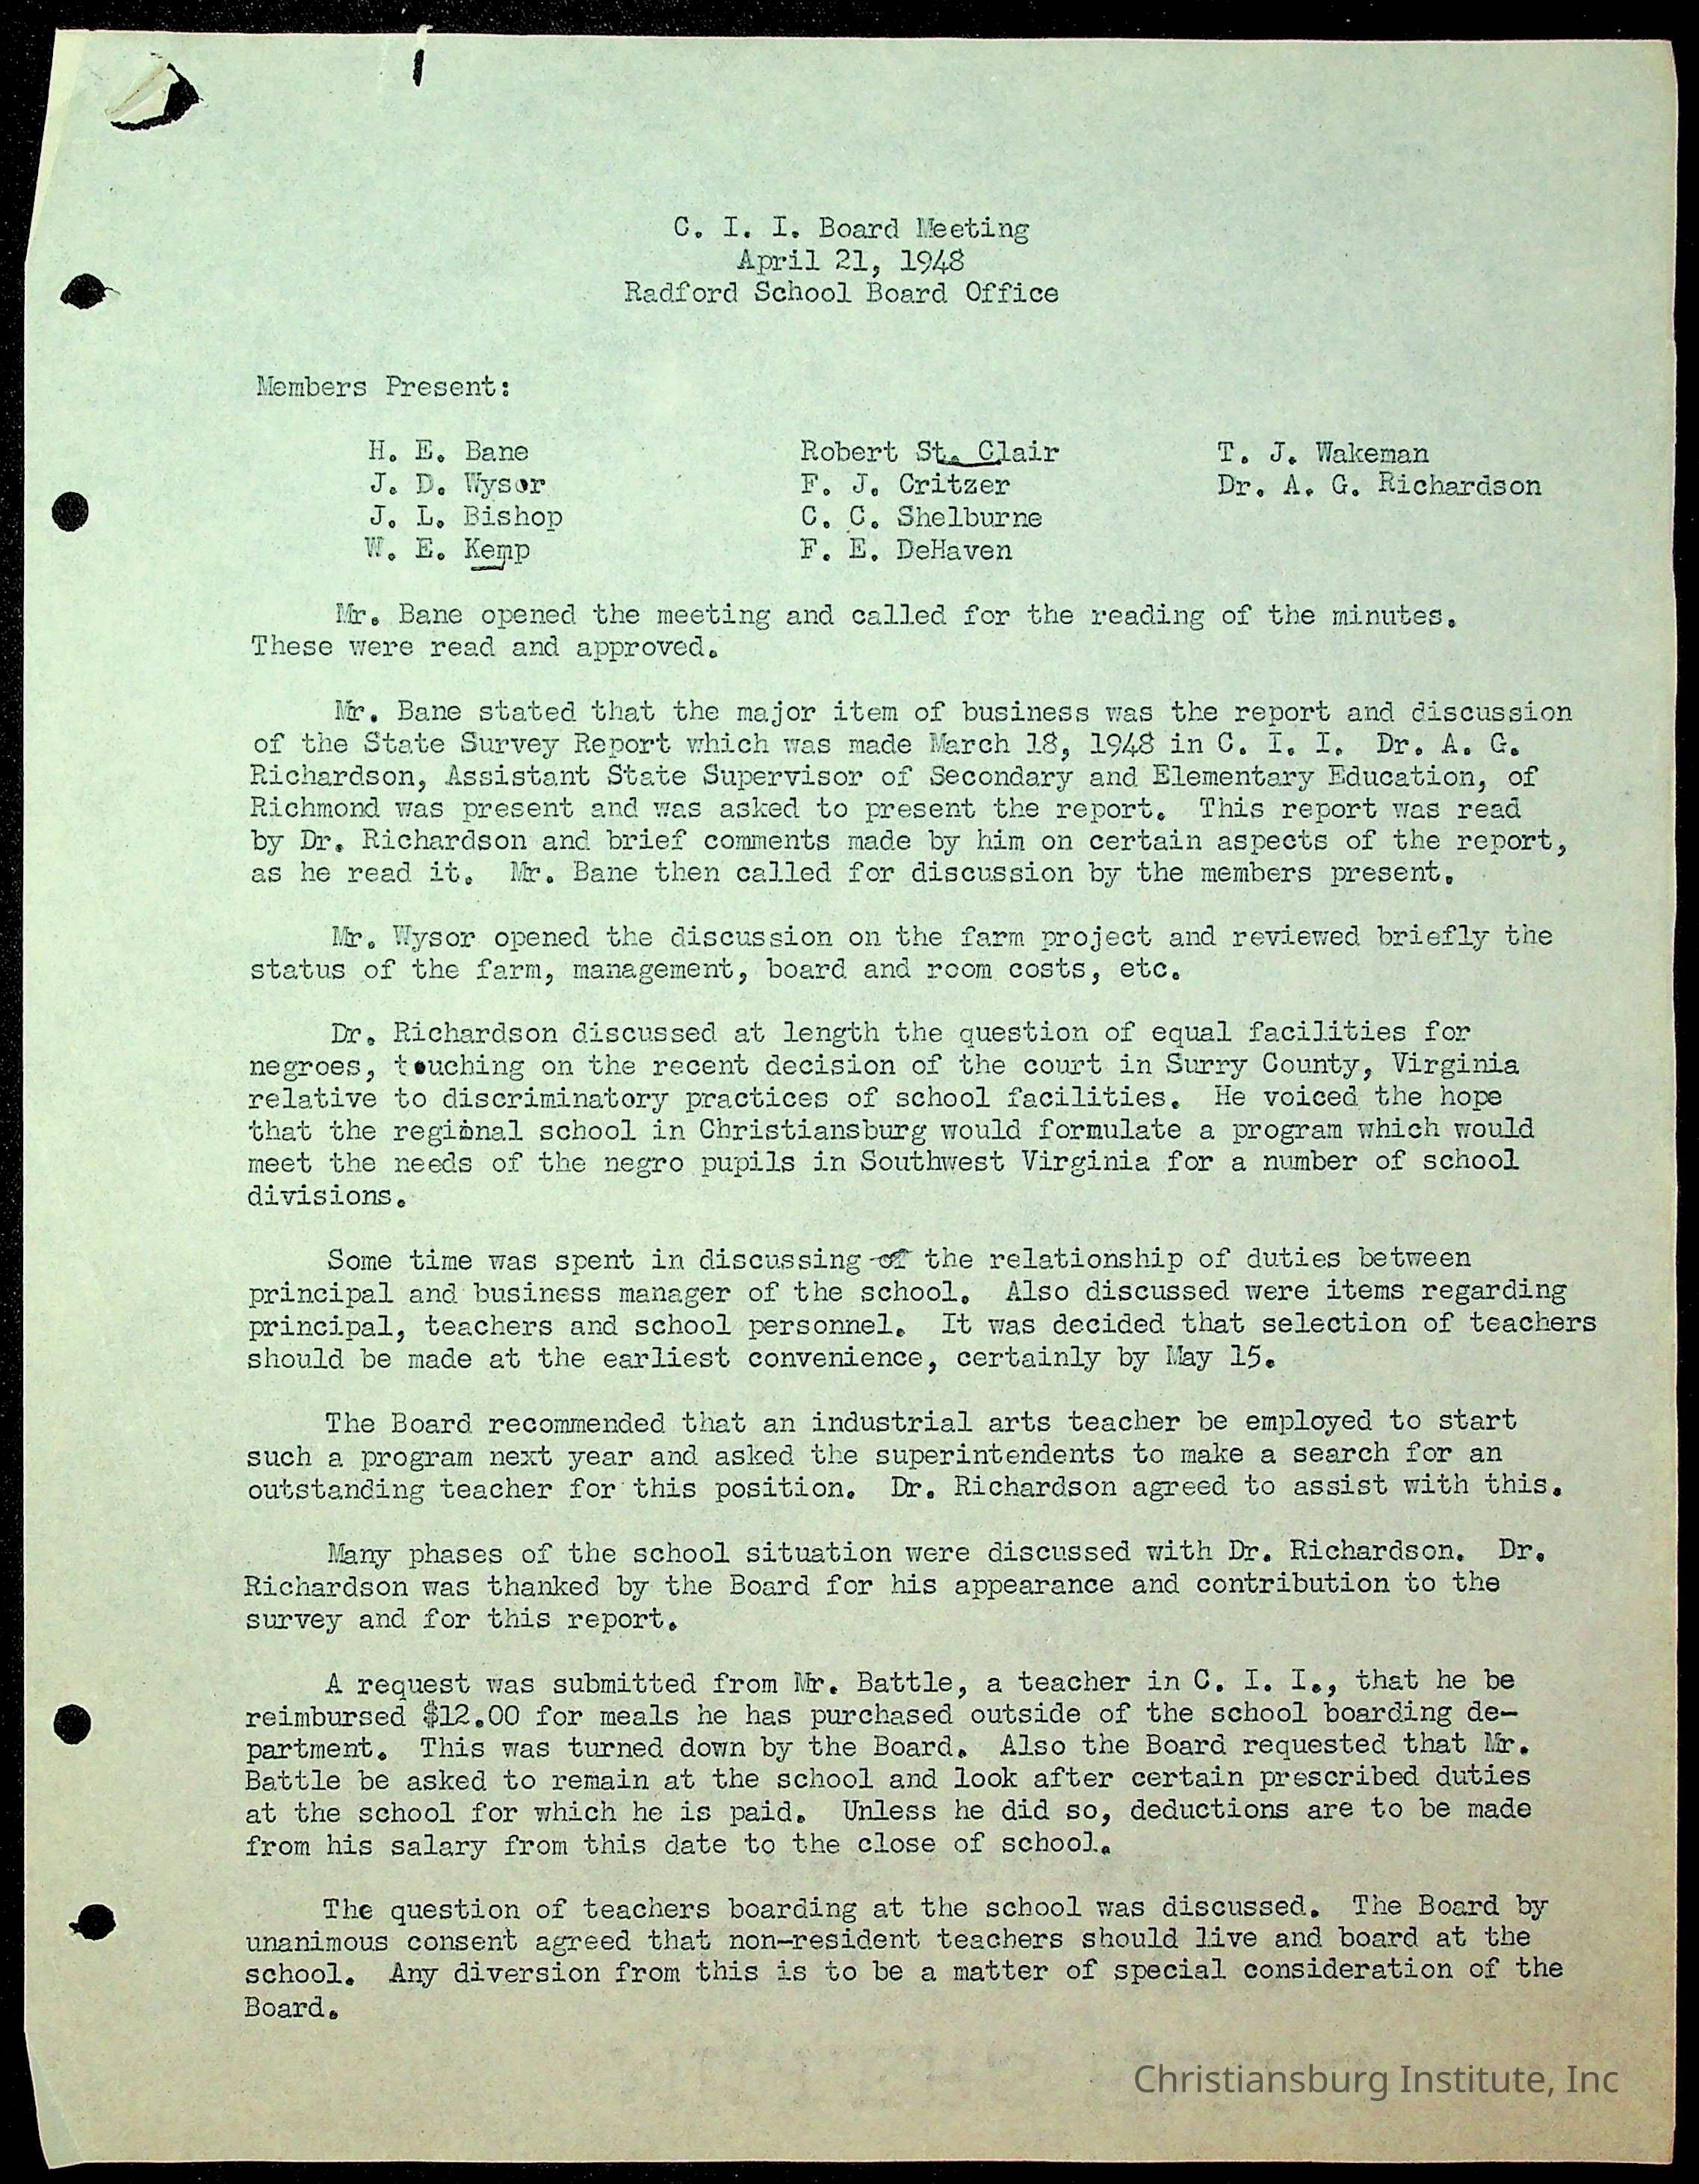 C. I. I. Board Meeting
April 21, 1948
Radford School Board Office
Members Present:
H. E. Bane Robert St. Clair T. J. Wakeman
J. D. Wysor F. J. Critzer Dr. A. G. Richardson
J. L. Bishop C. C. Shelburne
W. E. Kemp F. E. DeHaven
Mr. Bane opened the meeting and called for the reading of the minutes.
These were read and approved.
Mr. Bane stated that the major item of business was the report and discussion
of the State Survey Report which was made March 18, 1948 in C. I. I. Dr. A. G.
Richardson, Assistant State Supervisor of Secondary and Elementary Education, of
Richmond was present and was asked to present the report. This report was read
by Dr. Richardson and brief comments made by him on certain aspects of the report,
as he read it. Mr. Bane then called for discussion by the members present.
Mr. Wysor opened the discussion on the farm project and reviewed briefly the
status of the farm, management, board and room costs, etc.
Dr. Richardson discussed at length the question of equal facilities for
negroes, touching on the recent decision of the court in Surry County, Virginia
relative to discriminatory practices of school facilities. He voiced the hope
that the regional school in Christiansburg would formulate a program which would
meet the needs of the negro pupils in Southwest Virginia for a number of school
divisions.
Some time was spent in discussing of the relationship of duties between
principal and business manager of the school. Also discussed were items regarding
principal, teachers and school personnel. It was decided that selection of teachers
should be made at the earliest convenience, certainly by May 15.
The Board recommended that an industrial arts teacher be employed to start
such a program next year and asked the superintendents to make a search for an
outstanding teacher for this position. Dr. Richardson agreed to assist with this.
Many phases of the school situation were discussed with Dr. Richardson. Dr.
Richardson was thanked by the Board for his appearance and contribution to the
survey and for this report.
A request was submitted from Mr. Battle, a teacher in C. I. I., that he be
reimbursed $12.00 for meals he has purchased outside of the school boarding de-
partment. This was turned down by the Board. Also the Board requested that Mr.
Battle be asked to remain at the school and look after certain prescribed duties
at the school for which he is paid. Unless he did so, deductions are to be made
from his salary from this date to the close of school.
The question of teachers boarding at the school was discussed. The Board by
unanimous consent agreed that non-resident teachers should live and board at the
school. Any diversion from this is to be a matter of special consideration of the
Board.
Christiansburg Institute, Inc